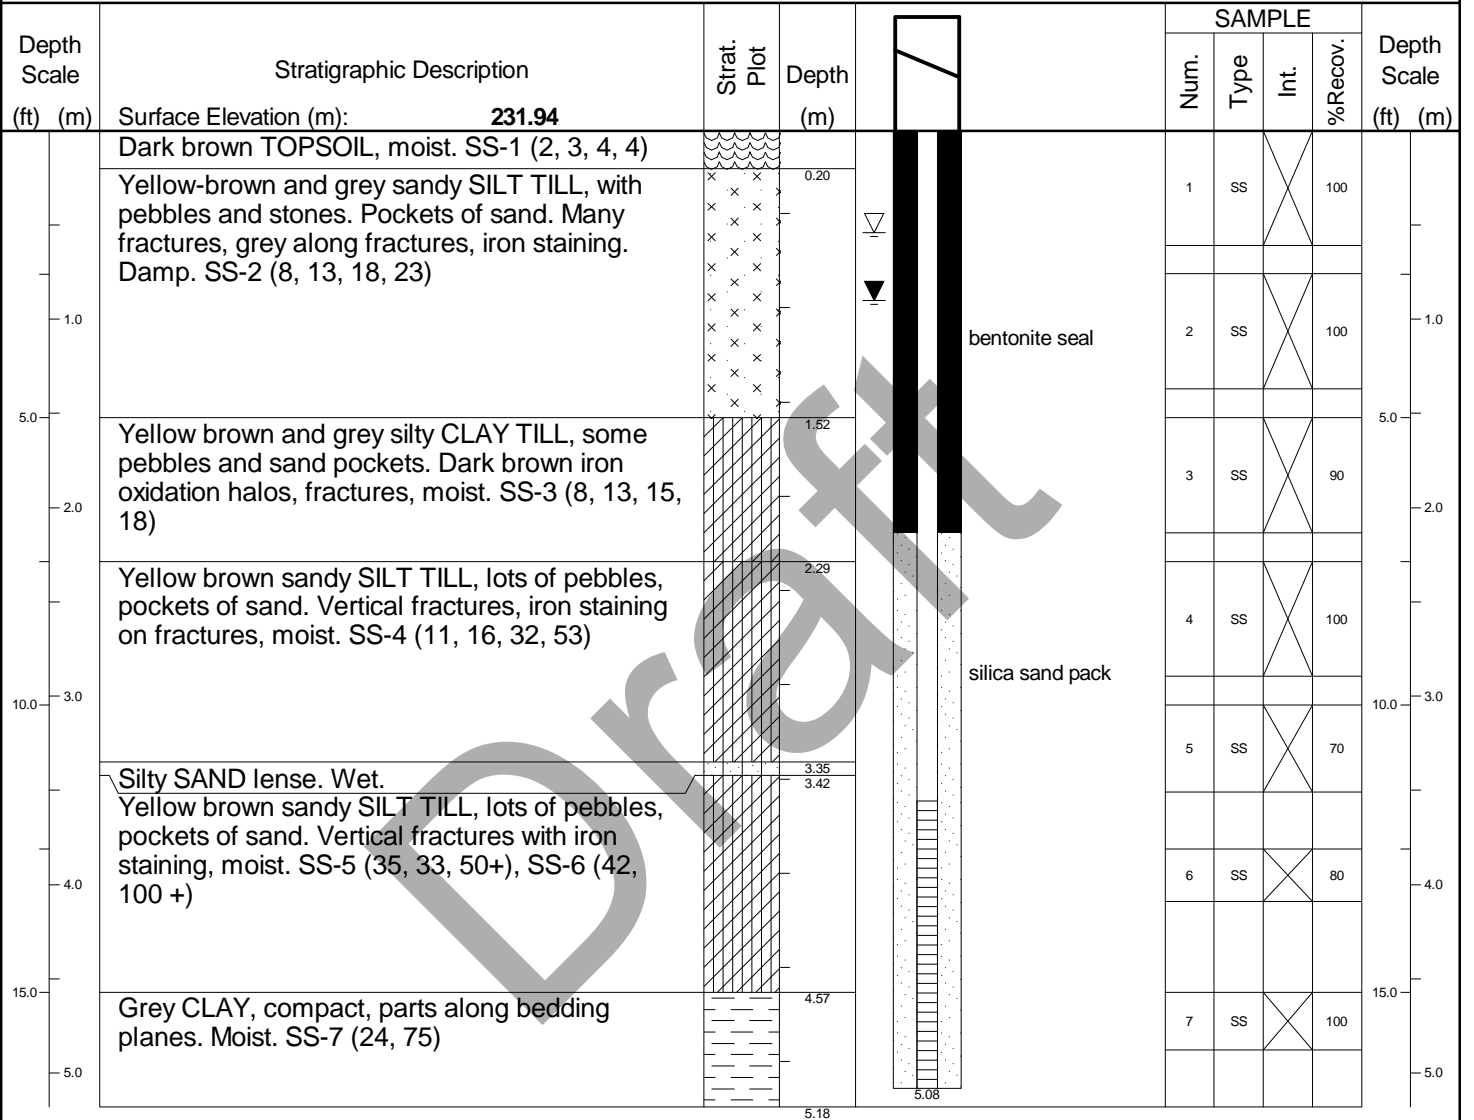 SAMPLE
Depth Scale
(ft) (m)
Stratigraphic Description
Surface Elevation (m): 231.94
Strat. Plot
Depth
(m)
Num.
Type
Int.
%Recov.
Depth Scale
(ft) (m)
Dark brown TOPSOIL, moist. SS-1 (2, 3, 4, 4)
0.20
1 SS 100
Yellow-brown and grey sandy SILT TILL, with
pebbles and stones. Pockets of sand. Many
fractures, grey along fractures, iron staining.
Damp. SS-2 (8, 13, 18, 23)
1.0
bentonite seal
2 SS 100
1.0
5.0
1.52
5.0
Yellow brown and grey silty CLAY TILL, some
pebbles and sand pockets. Dark brown iron
oxidation halos, fractures, moist. SS-3 (8, 13, 15,
18)
3 SS 90
2.0
2.0
2.29
Yellow brown sandy SILT TILL, lots of pebbles,
pockets of sand. Vertical fractures, iron staining
on fractures, moist. SS-4 (11, 16, 32, 53)
4 SS 100
silica sand pack
3.0
3.0
10.0
10.0
5 SS 70
3.35
Silty SAND lense. Wet.
3.42
Yellow brown sandy SILT TILL, lots of pebbles,
pockets of sand. Vertical fractures with iron
staining, moist. SS-5 (35, 33, 50+), SS-6 (42,
100 +)
6 SS 80
4.0
4.0
15.0
4.57
15.0
Grey CLAY, compact, parts along bedding
planes. Moist. SS-7 (24, 75)
7 SS 100
5.0
5.0
5.08
5.18
Draft